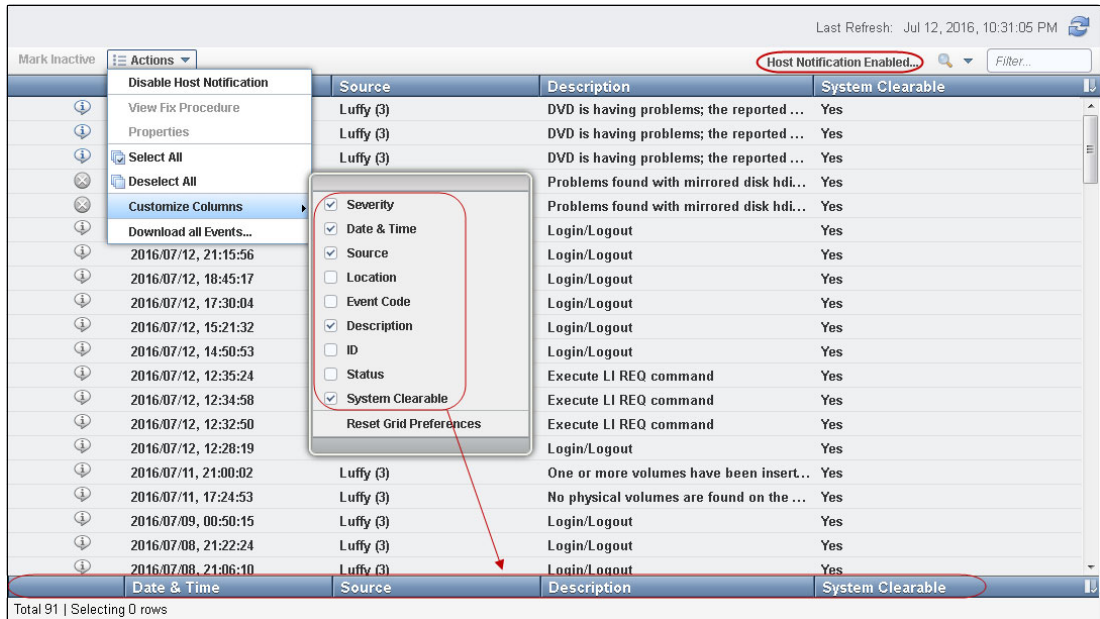 Last Refresh: Jul 12, 2016, 10:31:05 PM
Mark Inactive Actions Host Notification Enabled... Filter...
Source Description System Clearable
Disable Host Notification
View Fix Procedure
Properties
Select All
Deselect All
Customize Columns
Download all Events...
Severity
Date & Time
Source
Location
Event Code
Description
ID
Status
System Clearable
Reset Grid Preferences
Luffy (3) DVD is having problems; the reported ... Yes
Luffy (3) DVD is having problems; the reported ... Yes
Luffy (3) DVD is having problems; the reported ... Yes
Problems found with mirrored disk hdi... Yes
Problems found with mirrored disk hdi... Yes
Login/Logout Yes
2016/07/12, 21:15:56 Login/Logout Yes
2016/07/12, 18:45:17 Login/Logout Yes
2016/07/12, 17:30:04 Login/Logout Yes
2016/07/12, 15:21:32 Login/Logout Yes
2016/07/12, 14:50:53 Login/Logout Yes
2016/07/12, 12:35:24 Execute LI REQ command Yes
2016/07/12, 12:34:58 Execute LI REQ command Yes
2016/07/12, 12:32:50 Execute LI REQ command Yes
2016/07/12, 12:28:19 Login/Logout Yes
2016/07/11, 21:00:02 Luffy (3) One or more volumes have been insert... Yes
2016/07/11, 17:24:53 Luffy (3) No physical volumes are found on the ... Yes
2016/07/09, 00:50:15 Luffy (3) Login/Logout Yes
2016/07/08, 21:22:24 Luffy (3) Login/Logout Yes
2016/07/08, 21:06:10 Luffy (3) Login/Logout Yes
Date & Time Source Description System Clearable
Total 91 | Selecting 0 rows